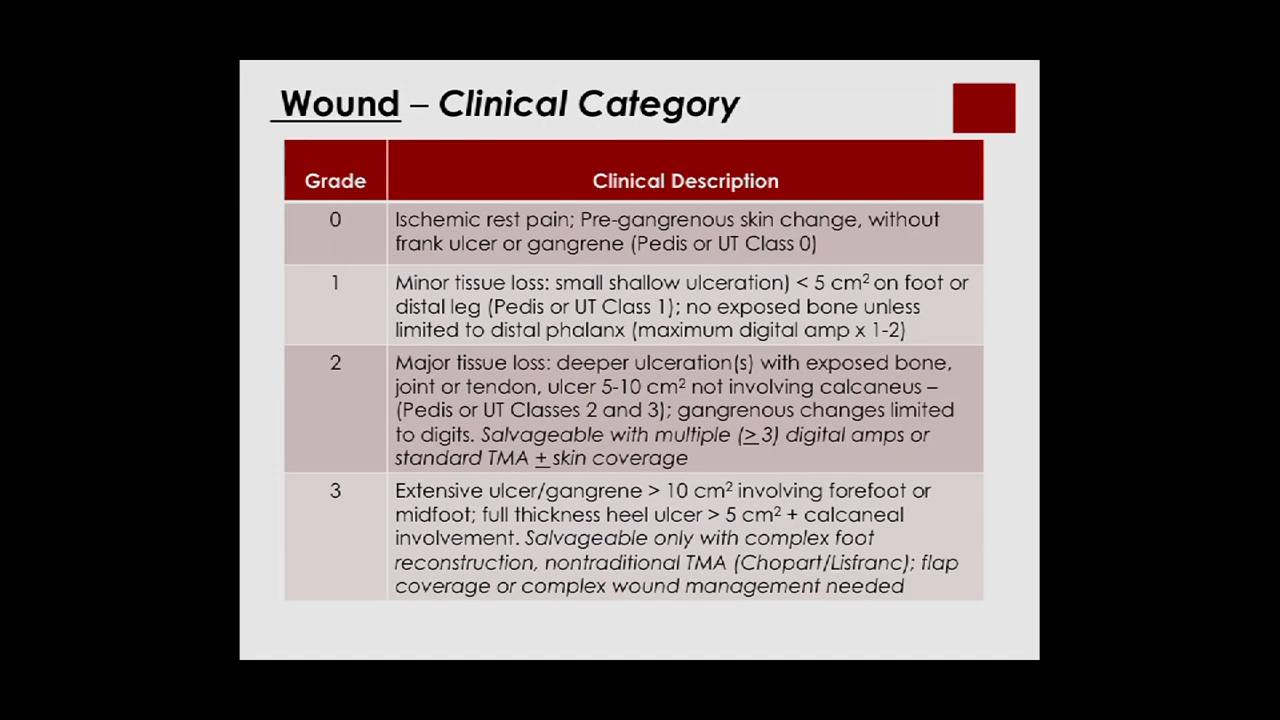 Wound – Clinical Category
Grade
Clinical Description
0
Ischemic rest pain; Pre-gangrenous skin change, without
frank ulcer or gangrene (Pedis or UT Class 0)
1
Minor tissue loss: small shallow ulceration) < 5 cm² on foot or
distal leg (Pedis or UT Class 1); no exposed bone unless
limited to distal phalanx (maximum digital amp x 1-2)
2
Major tissue loss: deeper ulceration(s) with exposed bone,
joint or tendon, ulcer 5-10 cm² not involving calcaneus –
(Pedis or UT Classes 2 and 3); gangrenous changes limited
to digits. Salvageable with multiple (≥ 3) digital amps or
standard TMA ± skin coverage
3
Extensive ulcer/gangrene > 10 cm² involving forefoot or
midfoot; full thickness heel ulcer > 5 cm² + calcaneal
involvement. Salvageable only with complex foot
reconstruction, nontraditional TMA (Chopart/Lisfranc); flap
coverage or complex wound management needed